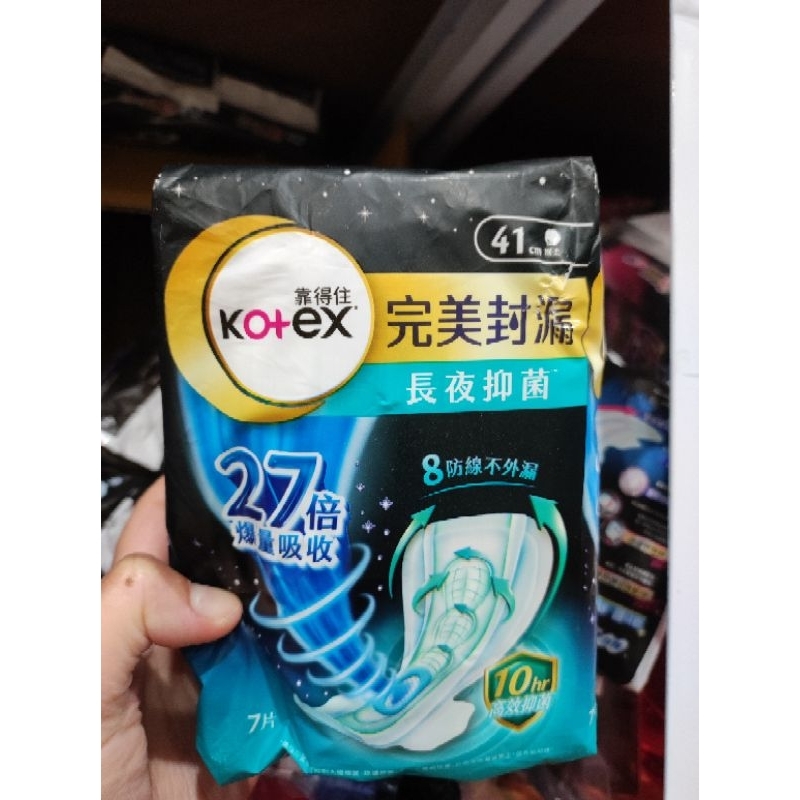 41cm
靠得住
Kotex
完美封漏
長夜抑菌
27倍
爆量吸收
8防線不外漏
10hr
高效抑菌
7片